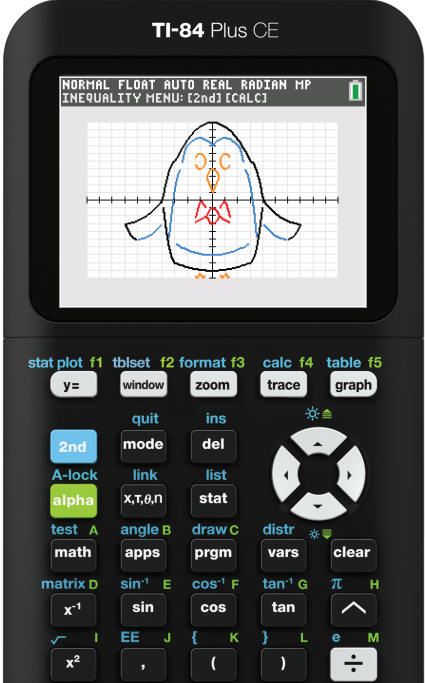 TI-84 Plus CE
NORMAL FLOAT AUTO REAL RADIAN MP
INEQUALITY MENU: [2nd] [CALC]
stat plot f1 tblset f2 format f3 calc f4 table f5
y= window zoom trace graph
quit ins
2nd mode del
A-lock link list
alpha X,T,θ,n stat
test A angle B draw C distr
math apps prgm vars clear
matrix D sin⁻¹ E cos⁻¹ F tan⁻¹ G π H
x⁻¹ sin cos tan ^
√ I EE J { K } L e M
x² , ( ) ÷